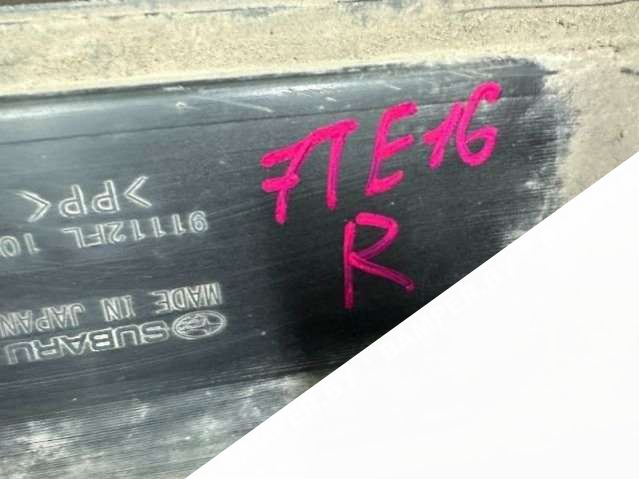 7TE16
R
SUBARU
MADE IN JAPAN
91112FL 10
>PP<